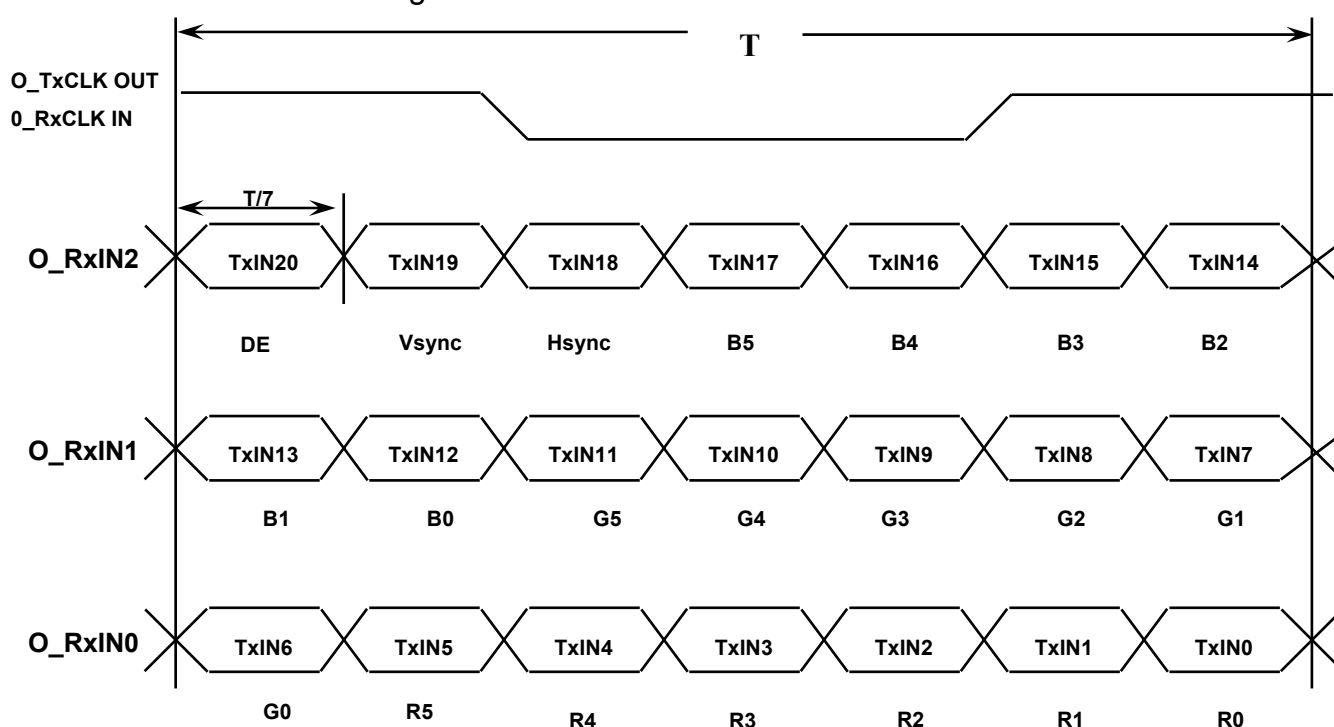 T
O_TxCLK OUT
0_RxCLK IN
T/7
O_RxIN2 TxIN20 TxIN19 TxIN18 TxIN17 TxIN16 TxIN15 TxIN14
DE Vsync Hsync B5 B4 B3 B2
O_RxIN1 TxIN13 TxIN12 TxIN11 TxIN10 TxIN9 TxIN8 TxIN7
B1 B0 G5 G4 G3 G2 G1
O_RxIN0 TxIN6 TxIN5 TxIN4 TxIN3 TxIN2 TxIN1 TxIN0
G0 R5 R4 R3 R2 R1 R0